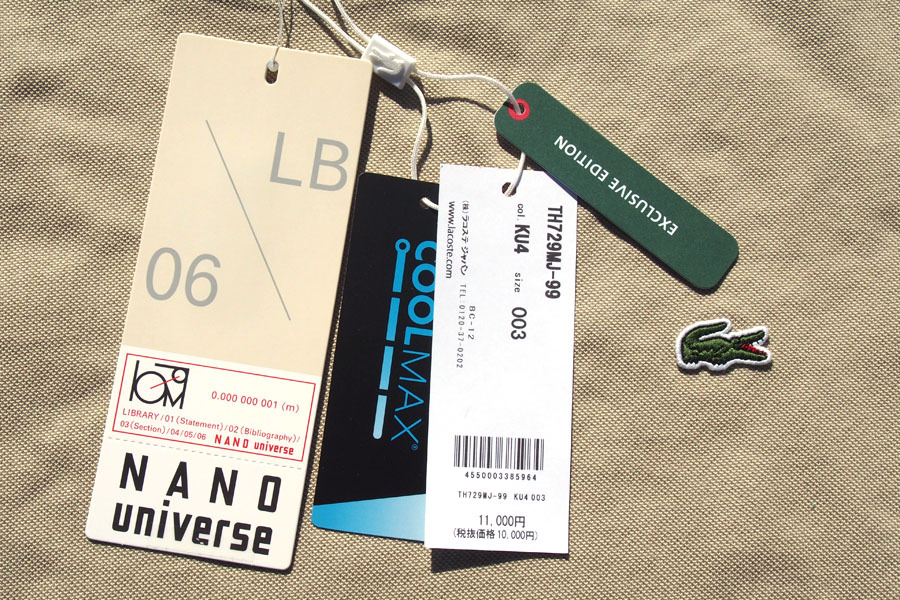 LB
06
LOM
0.000 000 001 (m)
LIBRARY/01(Statement)/02(Bibliography)/
03(Section)/04/05/06 NANO universe
NANO
universe
COOLMAX®
TH729MJ-99
col. KU4 size 003
BC-12
(株)ラコステ ジャパン TEL:0120-37-0202
www.lacoste.com
4550003385964
TH729MJ-99 KU4 003
11,000円
(税抜価格10,000円)
EXCLUSIVE EDITION